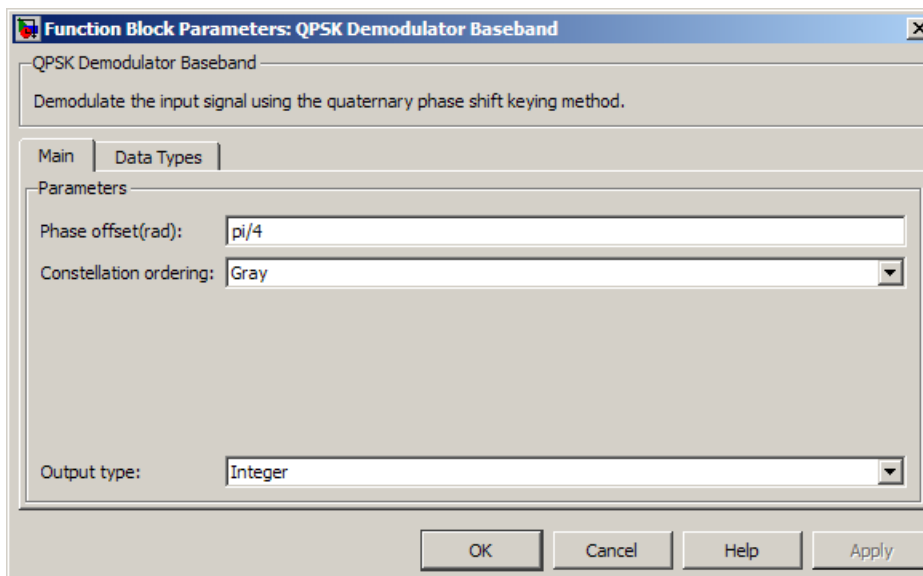 Function Block Parameters: QPSK Demodulator Baseband
QPSK Demodulator Baseband
Demodulate the input signal using the quaternary phase shift keying method.
Main Data Types
Parameters
Phase offset(rad): pi/4
Constellation ordering: Gray
Output type: Integer
OK Cancel Help Apply